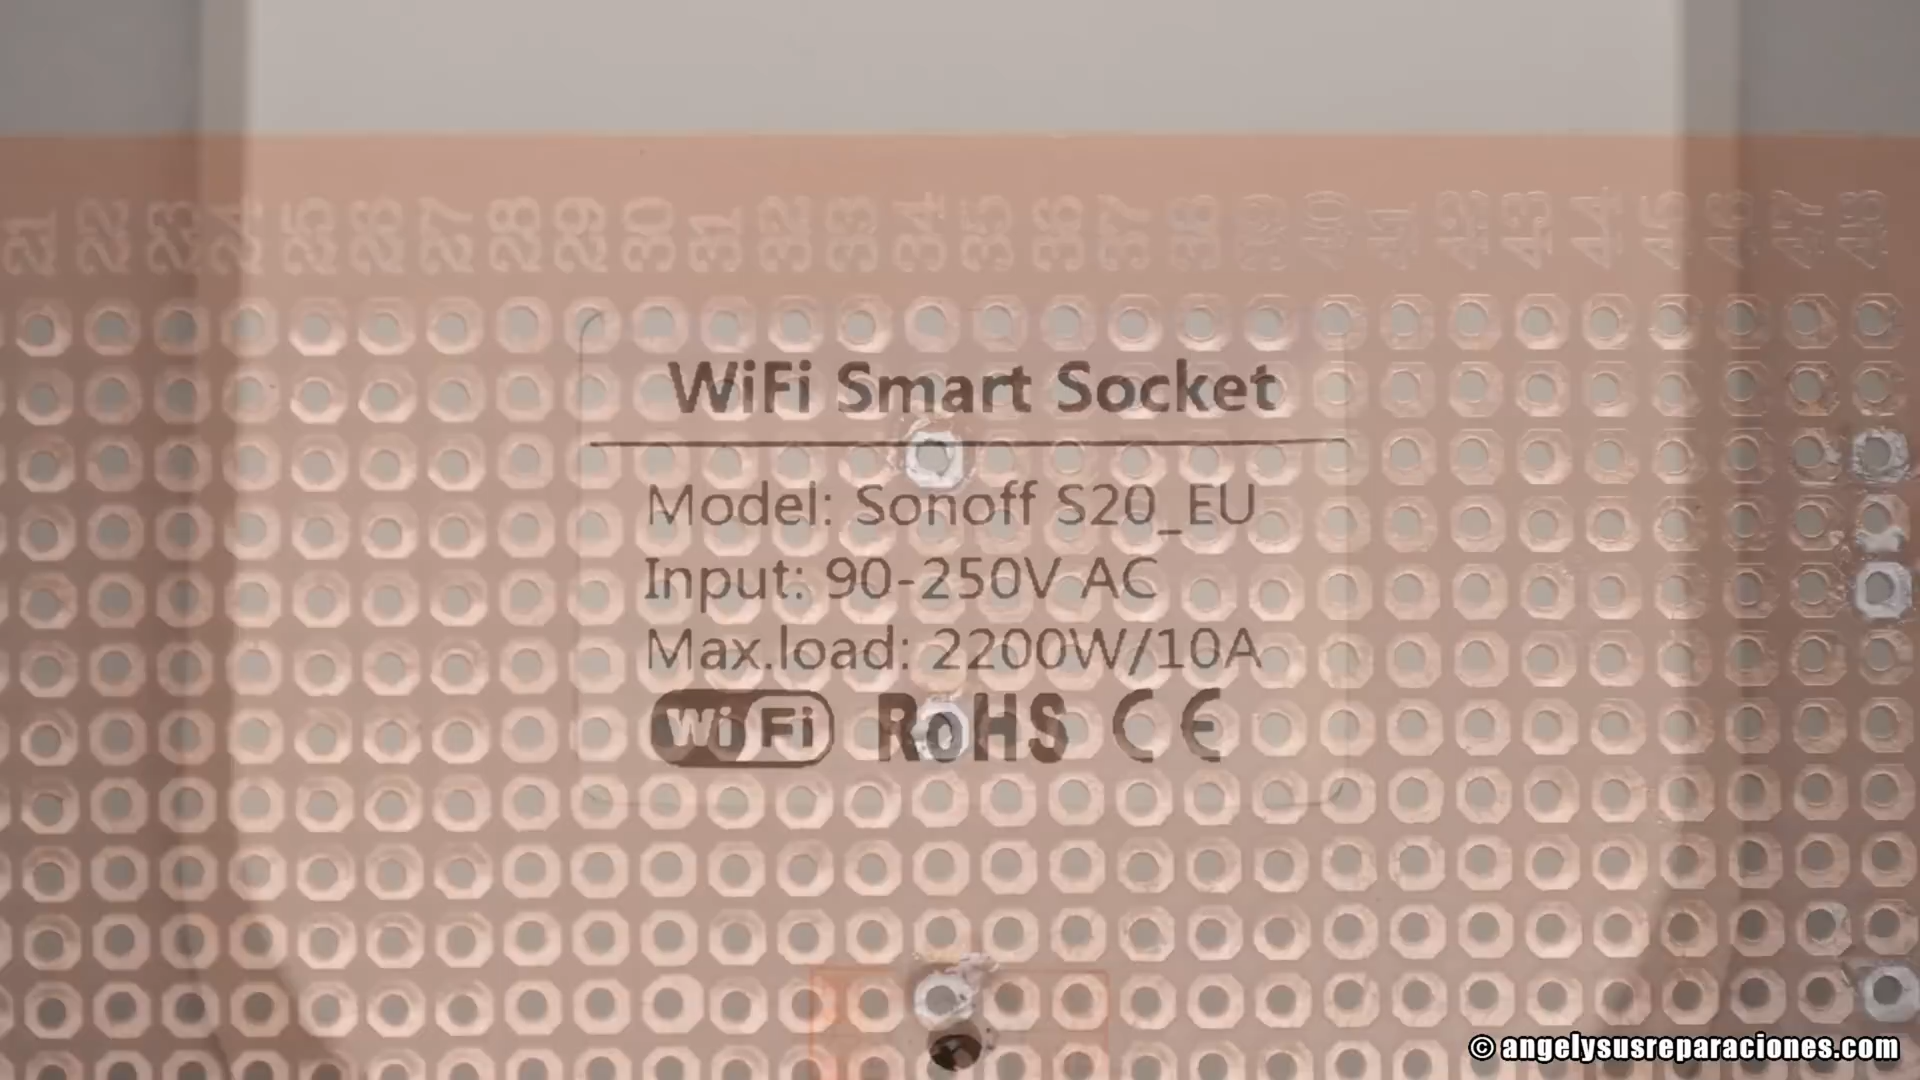 21 22 23 24 25 26 27 28 29 30 31 32 33 34 35 36 37 38 39 40 41 42 43 44 45 46 47 48
WiFi Smart Socket
Model: Sonoff S20_EU
Input: 90-250V AC
Max.load: 2200W/10A
WiFi RoHS CE
© angelysusreparaciones.com